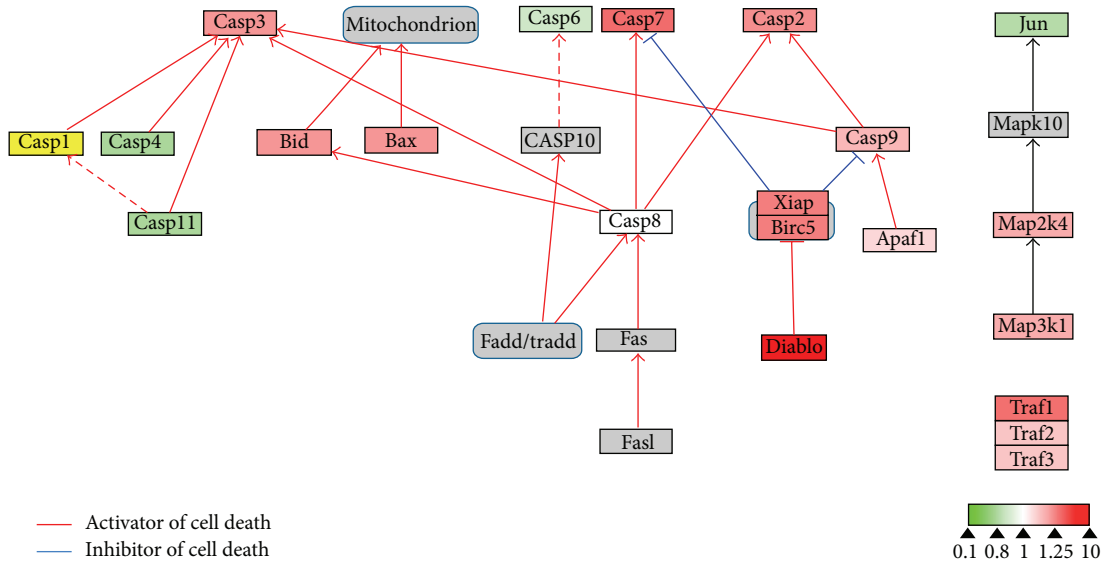 Casp3
Mitochondrion
Casp6
Casp7
Casp2
Jun
Casp1
Casp4
Bid
Bax
CASP10
Casp9
Mapk10
Casp11
Casp8
Xiap
Birc5
Apaf1
Map2k4
Fadd/tradd
Fas
Diablo
Map3k1
Fasl
Traf1
Traf2
Traf3
Activator of cell death
Inhibitor of cell death
0.1 0.8 1 1.25 10